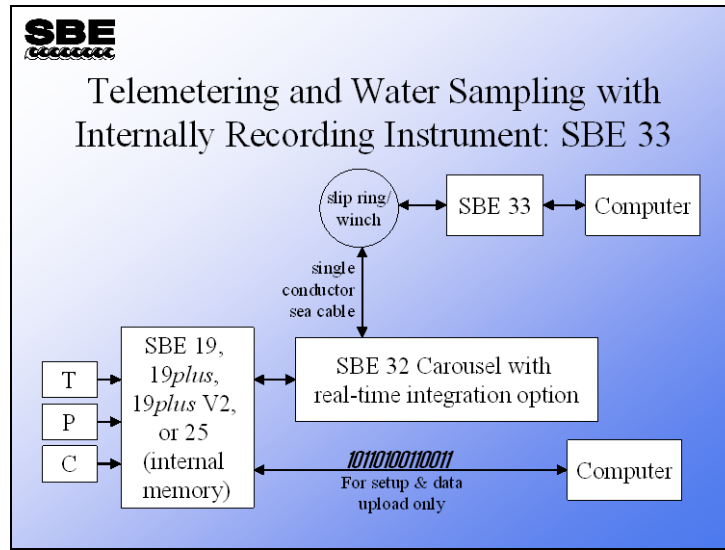 SBE
Telemetering and Water Sampling with
Internally Recording Instrument: SBE 33
slip ring/
winch
SBE 33
Computer
single
conductor
sea cable
SBE 19,
19plus,
19plus V2,
or 25
(internal
memory)
SBE 32 Carousel with
real-time integration option
T
P
C
10110100110011
For setup & data
upload only
Computer